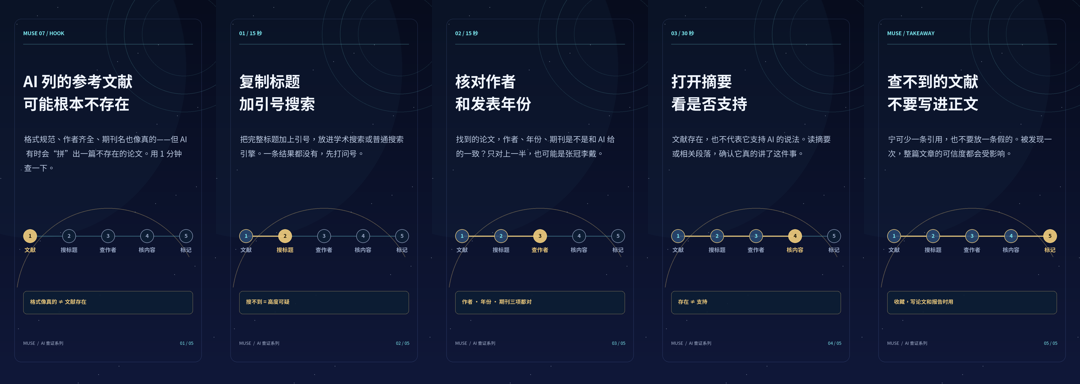 MUSE 07 / HOOK
AI 列的参考文献
可能根本不存在
格式规范、作者齐全、期刊名也像真的——但 AI
有时会“拼”出一篇不存在的论文。用 1 分钟
查一下。
1
2
3
4
5
文献
搜标题
查作者
核内容
标记
格式像真的 ≠ 文献存在
MUSE / AI 查证系列
01 / 05
01 / 15 秒
复制标题
加引号搜索
把完整标题加上引号，放进学术搜索或普通搜索
引擎。一条结果都没有，先打问号。
1
2
3
4
5
文献
搜标题
查作者
核内容
标记
搜不到 = 高度可疑
MUSE / AI 查证系列
02 / 05
02 / 15 秒
核对作者
和发表年份
找到的论文，作者、年份、期刊是不是和 AI 给
的一致？只对上一半，也可能是张冠李戴。
1
2
3
4
5
文献
搜标题
查作者
核内容
标记
作者 · 年份 · 期刊三项都对
MUSE / AI 查证系列
03 / 05
03 / 30 秒
打开摘要
看是否支持
文献存在，也不代表它支持 AI 的说法。读摘要
或相关段落，确认它真的讲了这件事。
1
2
3
4
5
文献
搜标题
查作者
核内容
标记
存在 ≠ 支持
MUSE / AI 查证系列
04 / 05
MUSE / TAKEAWAY
查不到的文献
不要写进正文
宁可少一条引用，也不要放一条假的。被发现一
次，整篇文章的可信度都会受影响。
1
2
3
4
5
文献
搜标题
查作者
核内容
标记
收藏，写论文和报告时用
MUSE / AI 查证系列
05 / 05